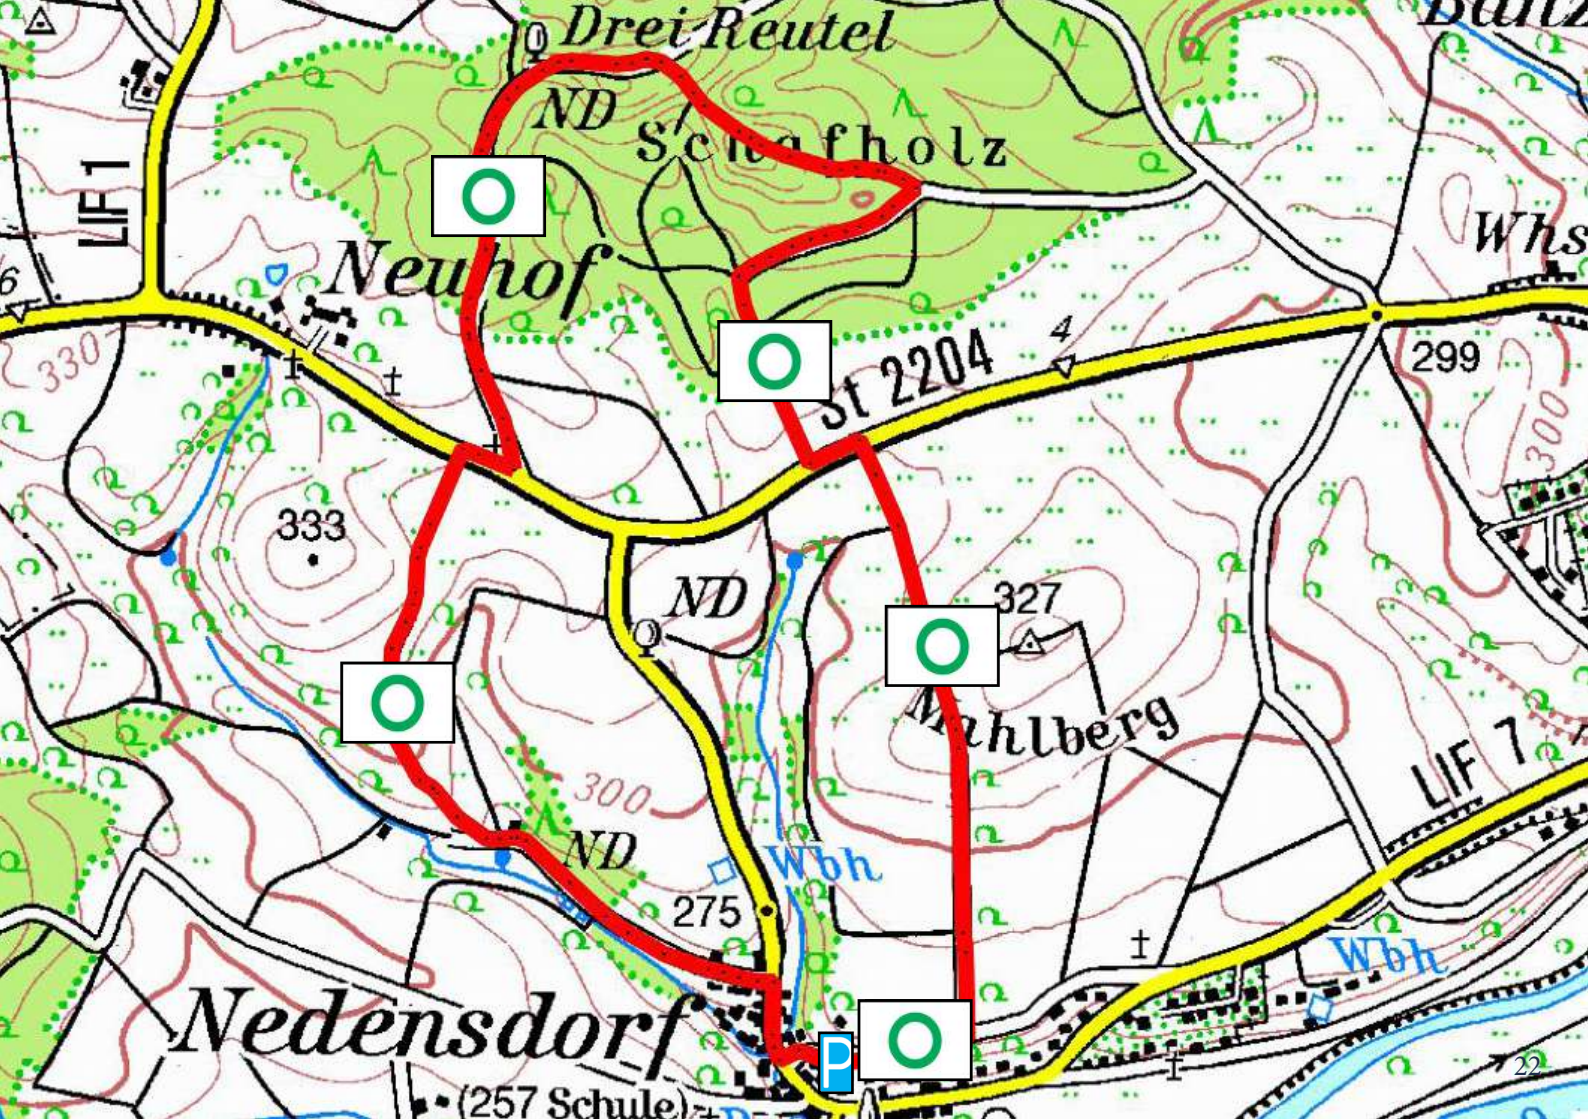 Drei Reutel
ND
Schafholz
LIF 1
Neuhof
6
330
St 2204
4
299
300
333
ND
327
Mahlberg
LIF 7
300
ND
Wbh
275
Wbh
Nedensdorf
P
22
(257 Schule)